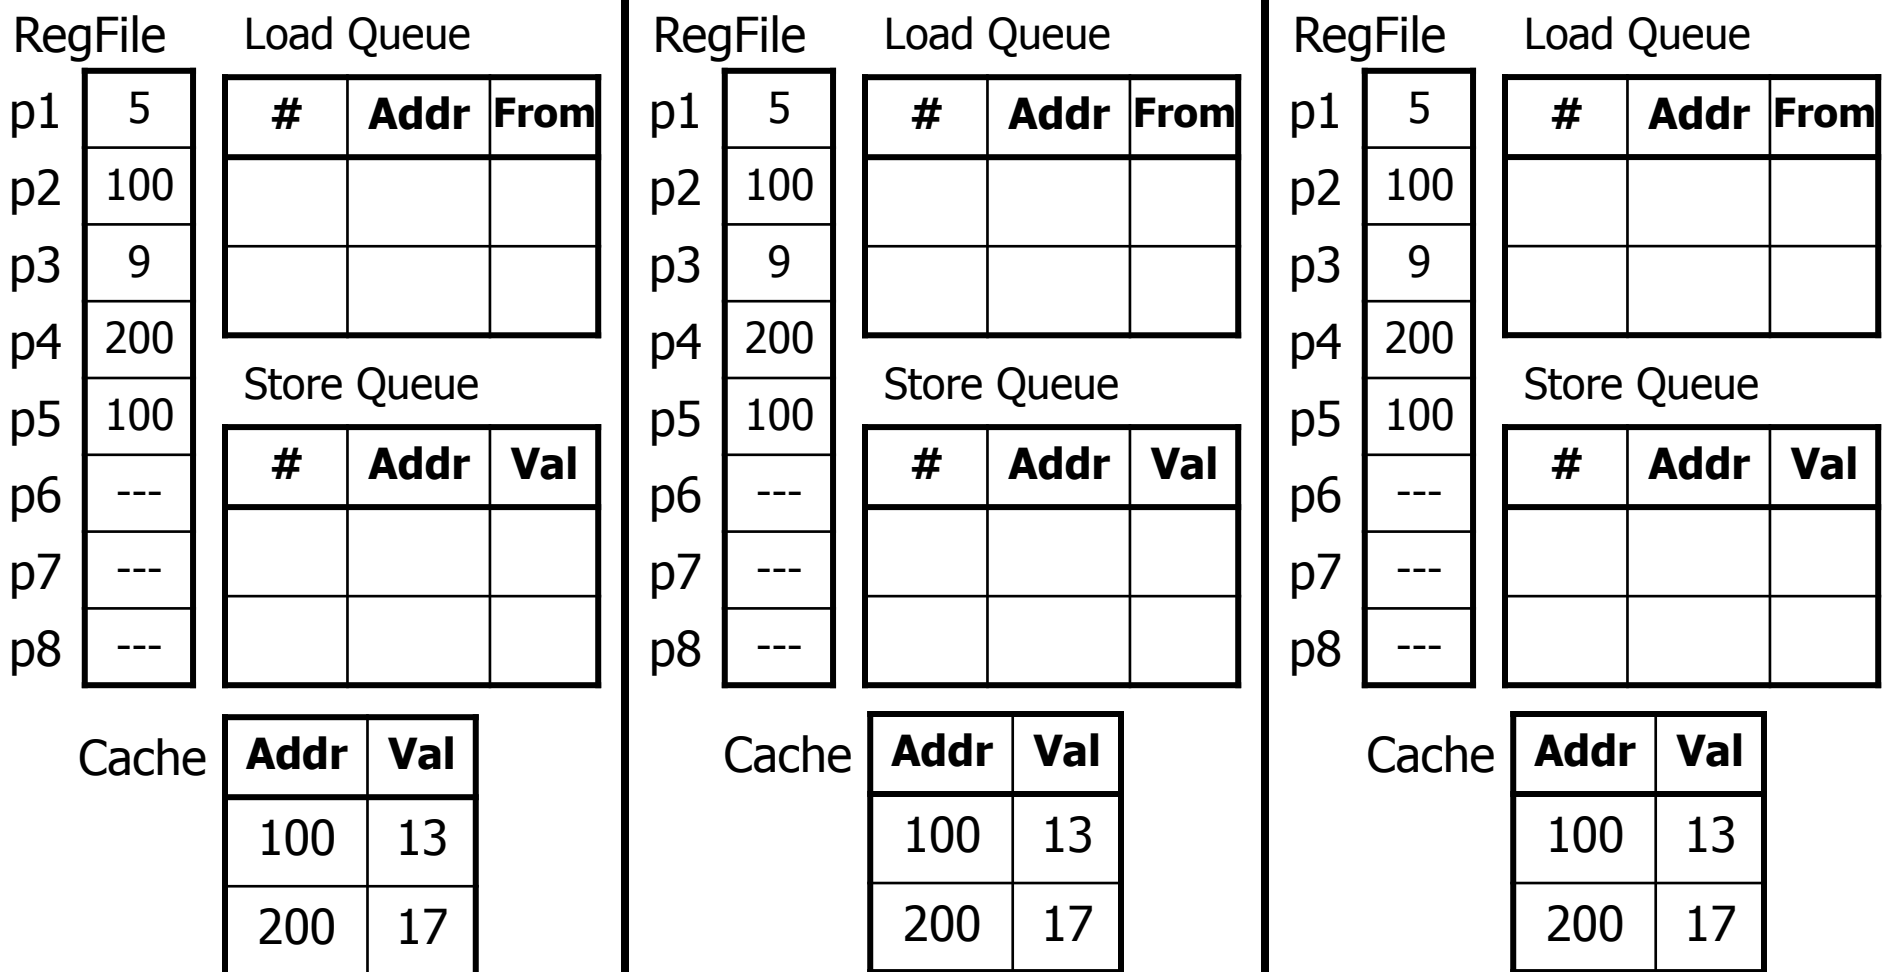 RegFile
Load Queue
p1 5
p2 100
p3 9
p4 200
p5 100
p6 ---
p7 ---
p8 ---
# Addr From
Store Queue
# Addr Val
Cache
Addr Val
100 13
200 17
RegFile
Load Queue
p1 5
p2 100
p3 9
p4 200
p5 100
p6 ---
p7 ---
p8 ---
# Addr From
Store Queue
# Addr Val
Cache
Addr Val
100 13
200 17
RegFile
Load Queue
p1 5
p2 100
p3 9
p4 200
p5 100
p6 ---
p7 ---
p8 ---
# Addr From
Store Queue
# Addr Val
Cache
Addr Val
100 13
200 17